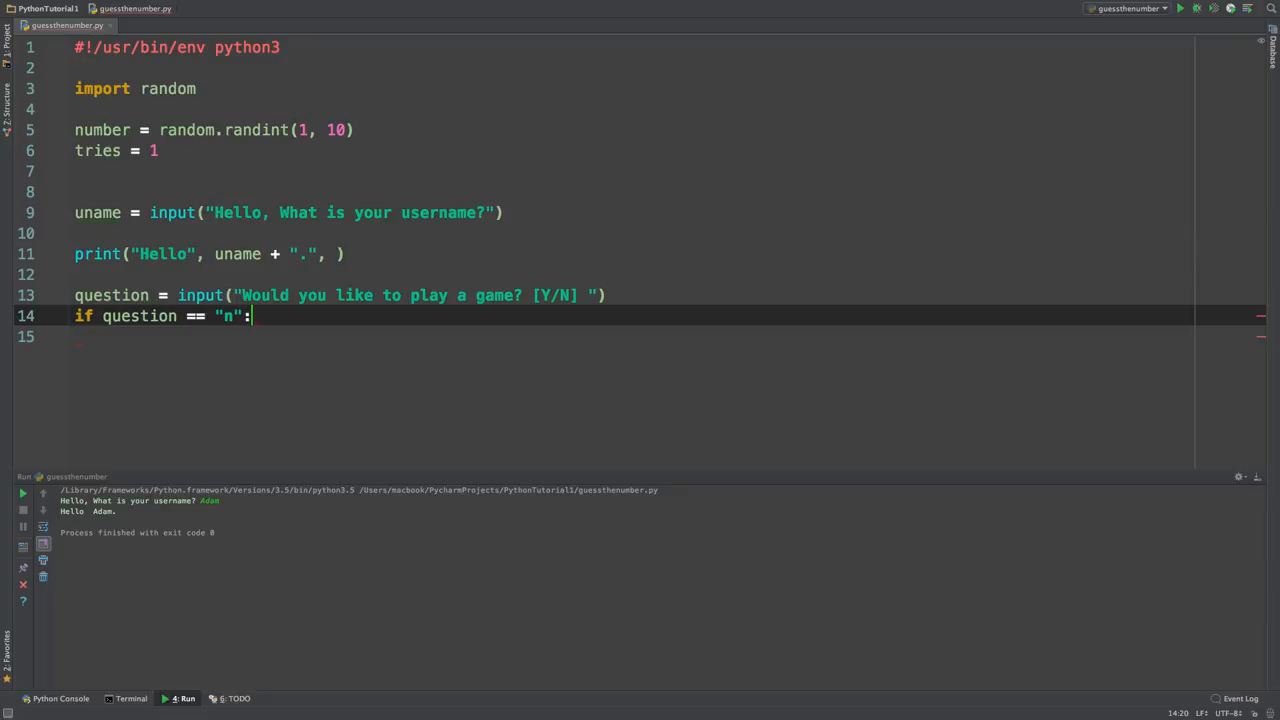 PythonTutorial1 guessthenumber.py guessthenumber
guessthenumber.py
1: Project
Z: Structure
2: Favorites
Database
1 #!/usr/bin/env python3
2
3 import random
4
5 number = random.randint(1, 10)
6 tries = 1
7
8
9 uname = input("Hello, What is your username?")
10
11 print("Hello", uname + ".", )
12
13 question = input("Would you like to play a game? [Y/N] ")
14 if question == "n":
15
Run guessthenumber
/Library/Frameworks/Python.framework/Versions/3.5/bin/python3.5 /Users/macbook/PycharmProjects/PythonTutorial1/guessthenumber.py
Hello, What is your username? Adam
Hello  Adam.
Process finished with exit code 0
Python Console Terminal 4: Run 6: TODO Event Log
14:20 LF÷ UTF-8÷